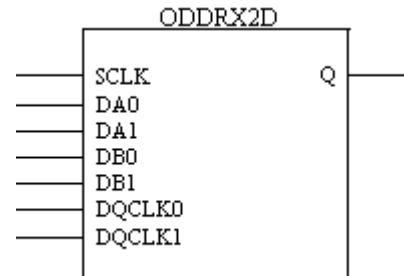 ODDRX2D
SCLK Q
DA0
DA1
DB0
DB1
DQCLK0
DQCLK1